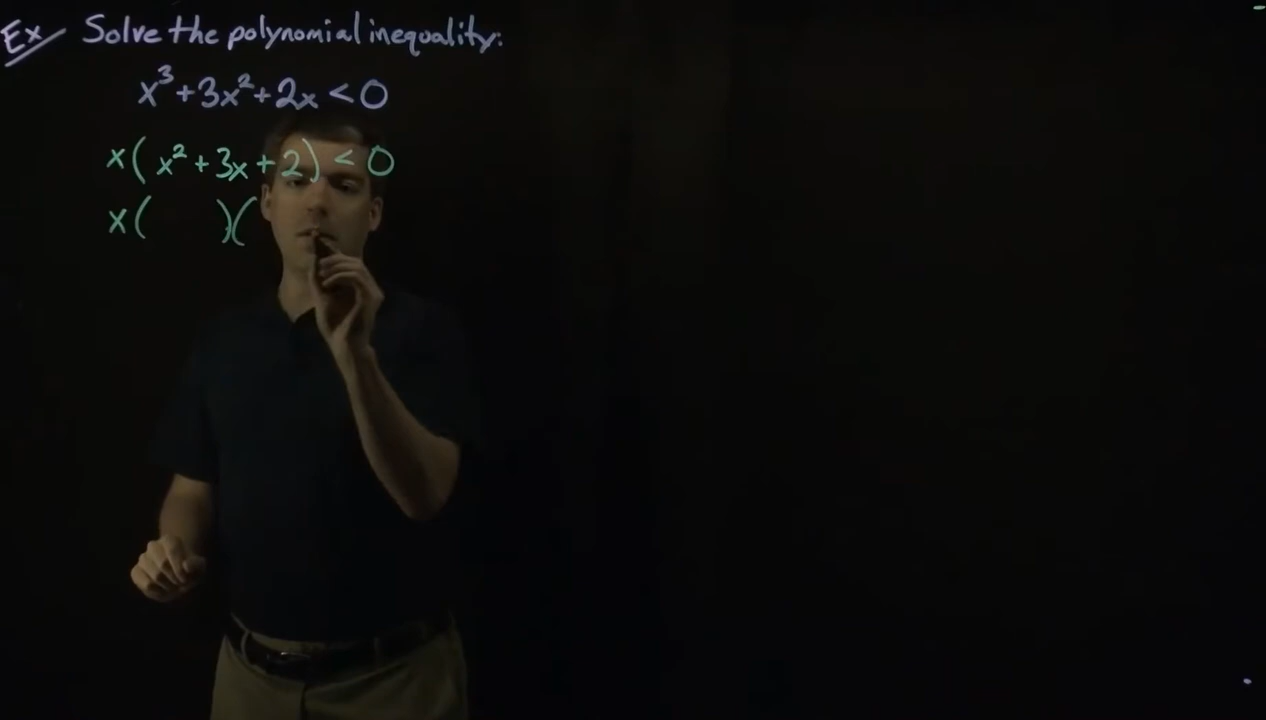 Ex Solve the polynomial inequality:
x³+3x²+2x<0
x(x²+3x+2)<0
x( )(